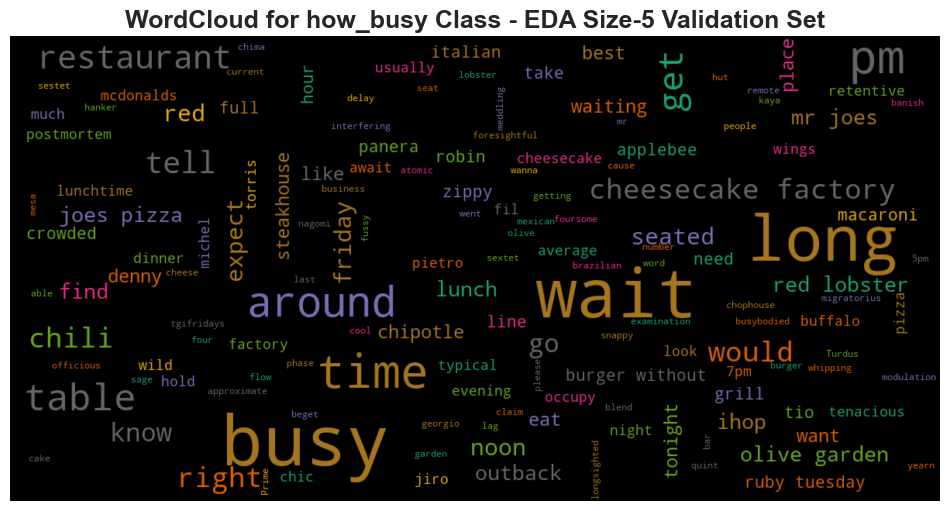 WordCloud for how_busy Class - EDA Size-5 Validation Set
restaurant
chima
current
sestet
hanker
mcdonalds
much
red
full
postmortem
hour
italian
usually
lobster
seat
delay
interfering
meddling
take
best
get
hut
place
pm
retentive
remote
kaya
banish
waiting
mr
foresightful
people
mr joes
tell
torris
steakhouse
like
panera
robin
await
atomic
cheesecake
wanna
applebee
cause
wings
lunchtime
mesa
joes pizza
crowded
michel
expect
business
nagomi
friday
fussy
zippy
went
fil
getting
mexican
foursome
olive
cheesecake factory
macaroni
long
seated
number
word
need
5pm
dinner
denny
cheese
able
find
last
pietro
sextet
average
brazilian
red lobster
migratorius
around
lunch
wait
chophouse
pizza
chili
tgifridays
four
factory
cool
chipotle
line
snappy
examination
busybodied
buffalo
go
officious
wild
sage
hold
flow
phase
approximate
time
typical
evening
please
look
would
7pm
burger
Turdus
whipping
modulation
burger without
grill
table
know
beget
busy
georgio
lag
claim
occupy
eat
blend
night
tonight
bar
ihop
tio
tenacious
want
cake
right
Prime
chic
garden
jiro
noon
outback
longsighted
quint
olive garden
ruby tuesday
yearn